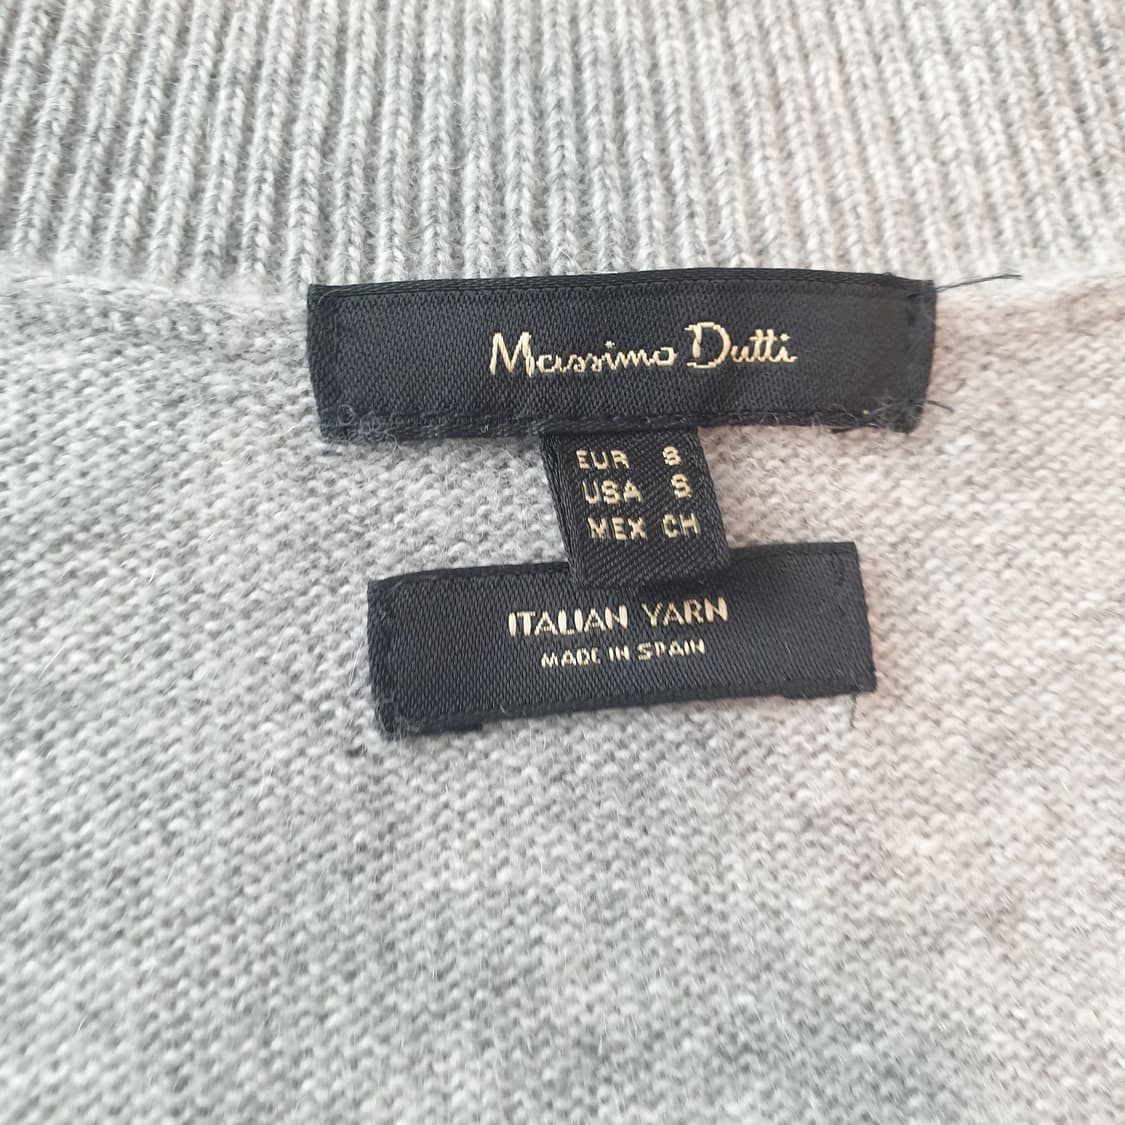 Massimo Dutti
EUR S
USA S
MEX CH
ITALIAN YARN
MADE IN SPAIN